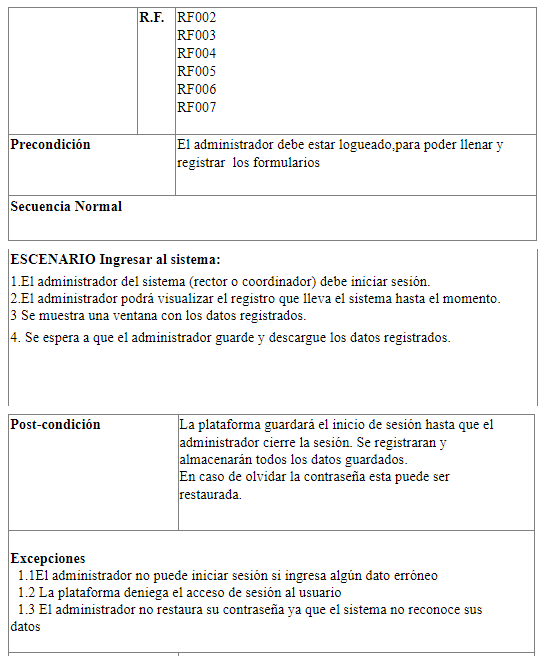 R.F. RF002
RF003
RF004
RF005
RF006
RF007
Precondición El administrador debe estar logueado,para poder llenar y
registrar los formularios
Secuencia Normal
ESCENARIO Ingresar al sistema:
1.El administrador del sistema (rector o coordinador) debe iniciar sesión.
2.El administrador podrá visualizar el registro que lleva el sistema hasta el momento.
3 Se muestra una ventana con los datos registrados.
4. Se espera a que el administrador guarde y descargue los datos registrados.
Post-condición La plataforma guardará el inicio de sesión hasta que el
administrador cierre la sesión. Se registraran y
almacenarán todos los datos guardados.
En caso de olvidar la contraseña esta puede ser
restaurada.
Excepciones
1.1El administrador no puede iniciar sesión si ingresa algún dato erróneo
1.2 La plataforma deniega el acceso de sesión al usuario
1.3 El administrador no restaura su contraseña ya que el sistema no reconoce sus
datos